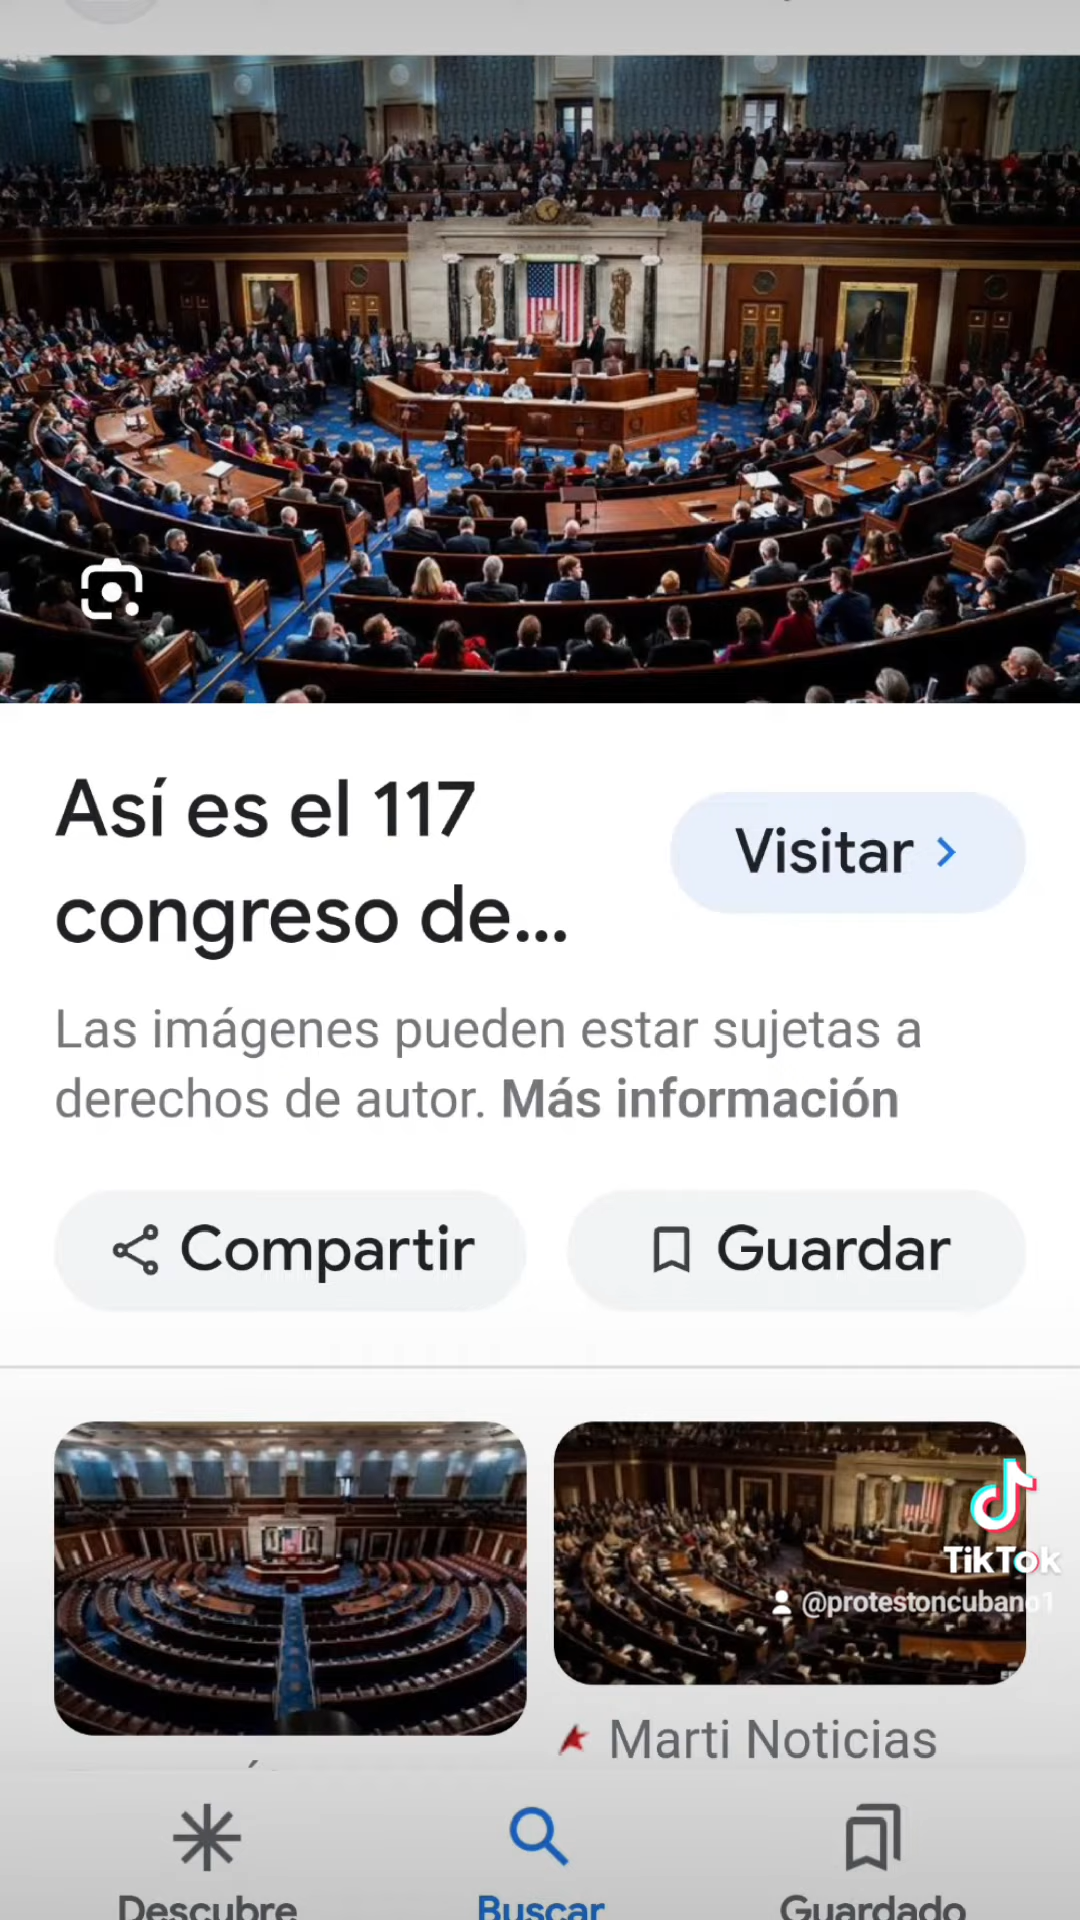 Así es el 117
congreso de...
Visitar
Las imágenes pueden estar sujetas a
derechos de autor. Más información
Compartir
Guardar
TikTok
@protestoncubano1
Marti Noticias
Descubre
Buscar
Guardado